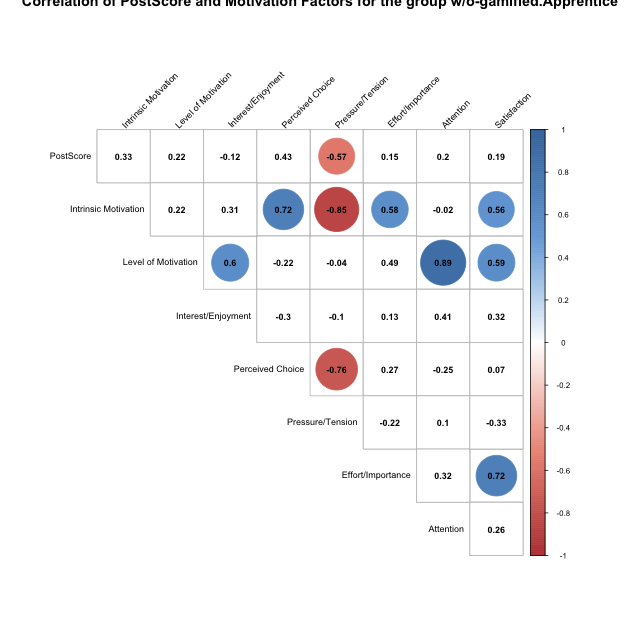 Correlation of PostScore and Motivation Factors for the group w/o-gamified.Apprentice
Intrinsic Motivation
Level of Motivation
Interest/Enjoyment
Perceived Choice
Pressure/Tension
Effort/Importance
Attention
Satisfaction
PostScore 0.33 0.22 -0.12 0.43 -0.57 0.15 0.2 0.19
Intrinsic Motivation 0.22 0.31 0.72 -0.85 0.58 -0.02 0.56
Level of Motivation 0.6 -0.22 -0.04 0.49 0.89 0.59
Interest/Enjoyment -0.3 -0.1 0.13 0.41 0.32
Perceived Choice -0.76 0.27 -0.25 0.07
Pressure/Tension -0.22 0.1 -0.33
Effort/Importance 0.32 0.72
Attention 0.26
1
0.8
0.6
0.4
0.2
0
-0.2
-0.4
-0.6
-0.8
-1